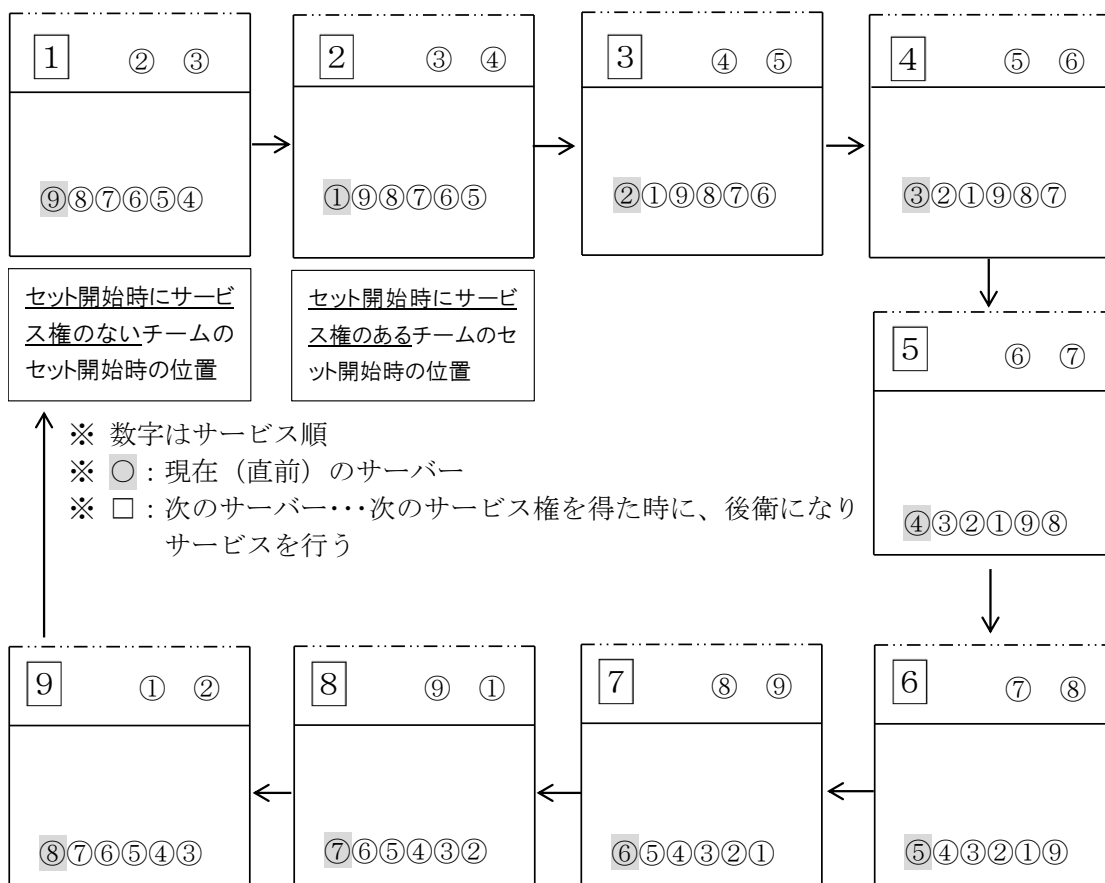 1 ② ③
⑨⑧⑦⑥⑤④
2 ③ ④
①⑨⑧⑦⑥⑤
3 ④ ⑤
②①⑨⑧⑦⑥
4 ⑤ ⑥
③②①⑨⑧⑦
セット開始時にサービ
ス権のないチームの
セット開始時の位置
セット開始時にサービ
ス権のあるチームのセ
ット開始時の位置
5 ⑥ ⑦
④③②①⑨⑧
※ 数字はサービス順
※ ○：現在（直前）のサーバー
※ □：次のサーバー･･･次のサービス権を得た時に、後衛になり
サービスを行う
9 ① ②
⑧⑦⑥⑤④③
8 ⑨ ①
⑦⑥⑤④③②
7 ⑧ ⑨
⑥⑤④③②①
6 ⑦ ⑧
⑤④③②①⑨